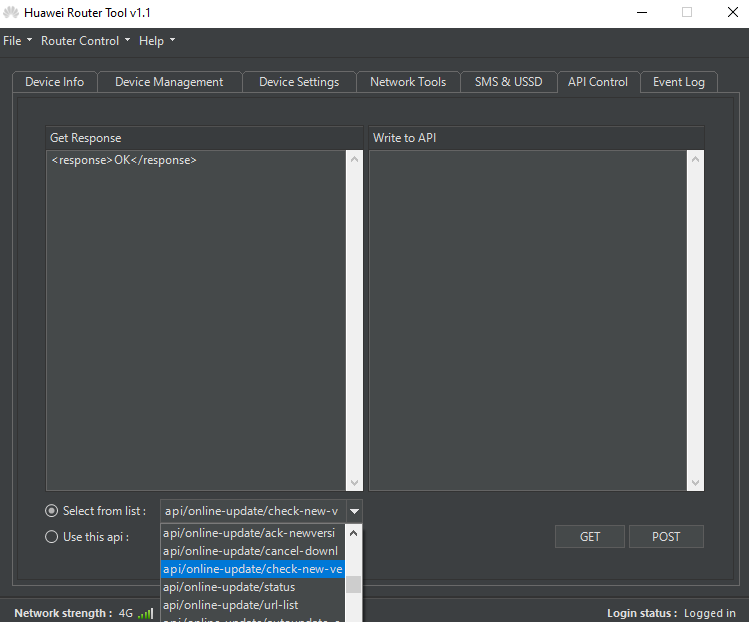 Huawei Router Tool v1.1
File Router Control Help
Device Info Device Management Device Settings Network Tools SMS & USSD API Control Event Log
Get Response Write to API
<response>OK</response>
Select from list : api/online-update/check-new-v
Use this api : GET POST
api/online-update/ack-newversi
api/online-update/cancel-downl
api/online-update/check-new-ve
api/online-update/status
api/online-update/url-list
Network strength : 4G Login status : Logged in